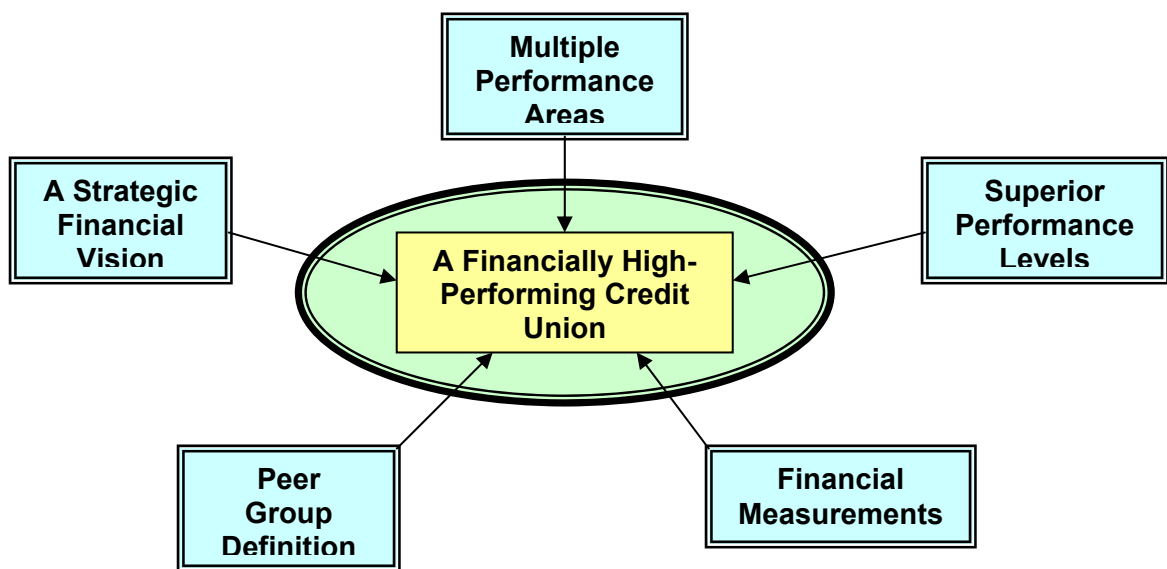 Multiple
Performance
Areas
A Strategic
Financial
Vision
Superior
Performance
Levels
A Financially High-
Performing Credit
Union
Peer
Group
Definition
Financial
Measurements